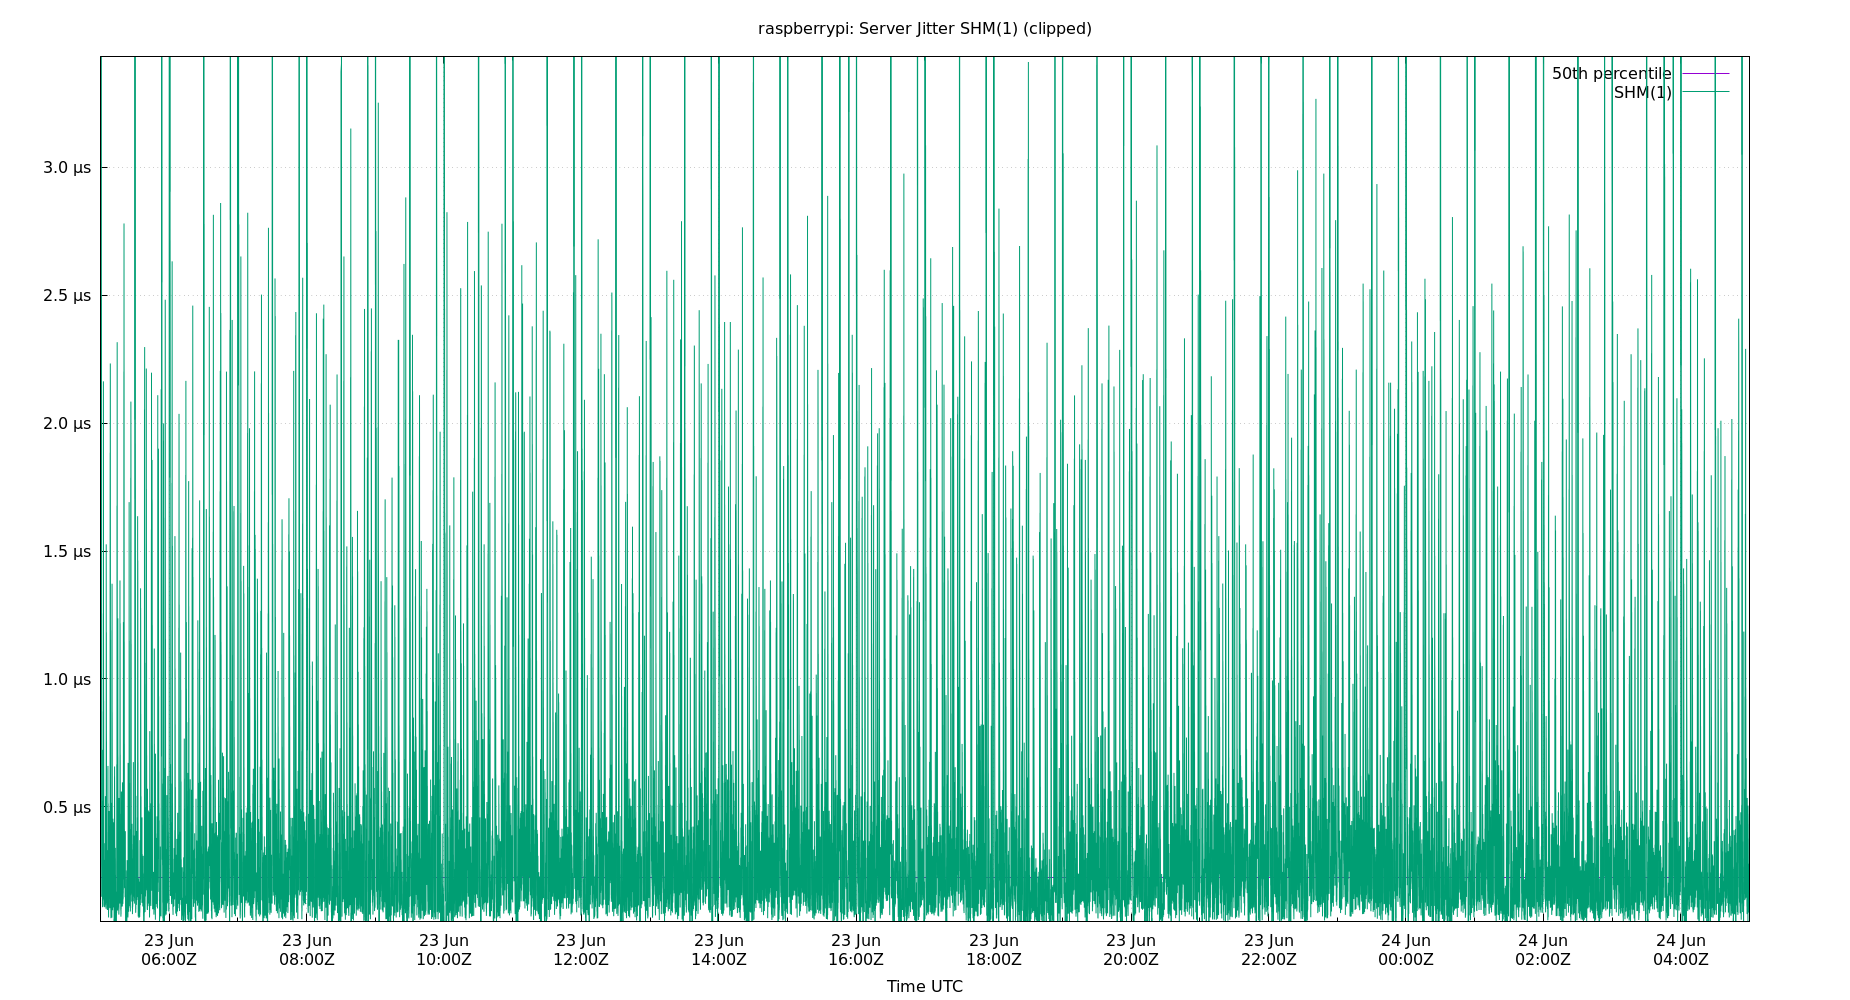 raspberrypi: Server Jitter SHM(1) (clipped)
50th percentile
SHM(1)
3.0 µs
2.5 µs
2.0 µs
1.5 µs
1.0 µs
0.5 µs
23 Jun 23 Jun 23 Jun 23 Jun 23 Jun 23 Jun 23 Jun 23 Jun 23 Jun 24 Jun 24 Jun 24 Jun
06:00Z 08:00Z 10:00Z 12:00Z 14:00Z 16:00Z 18:00Z 20:00Z 22:00Z 00:00Z 02:00Z 04:00Z
Time UTC